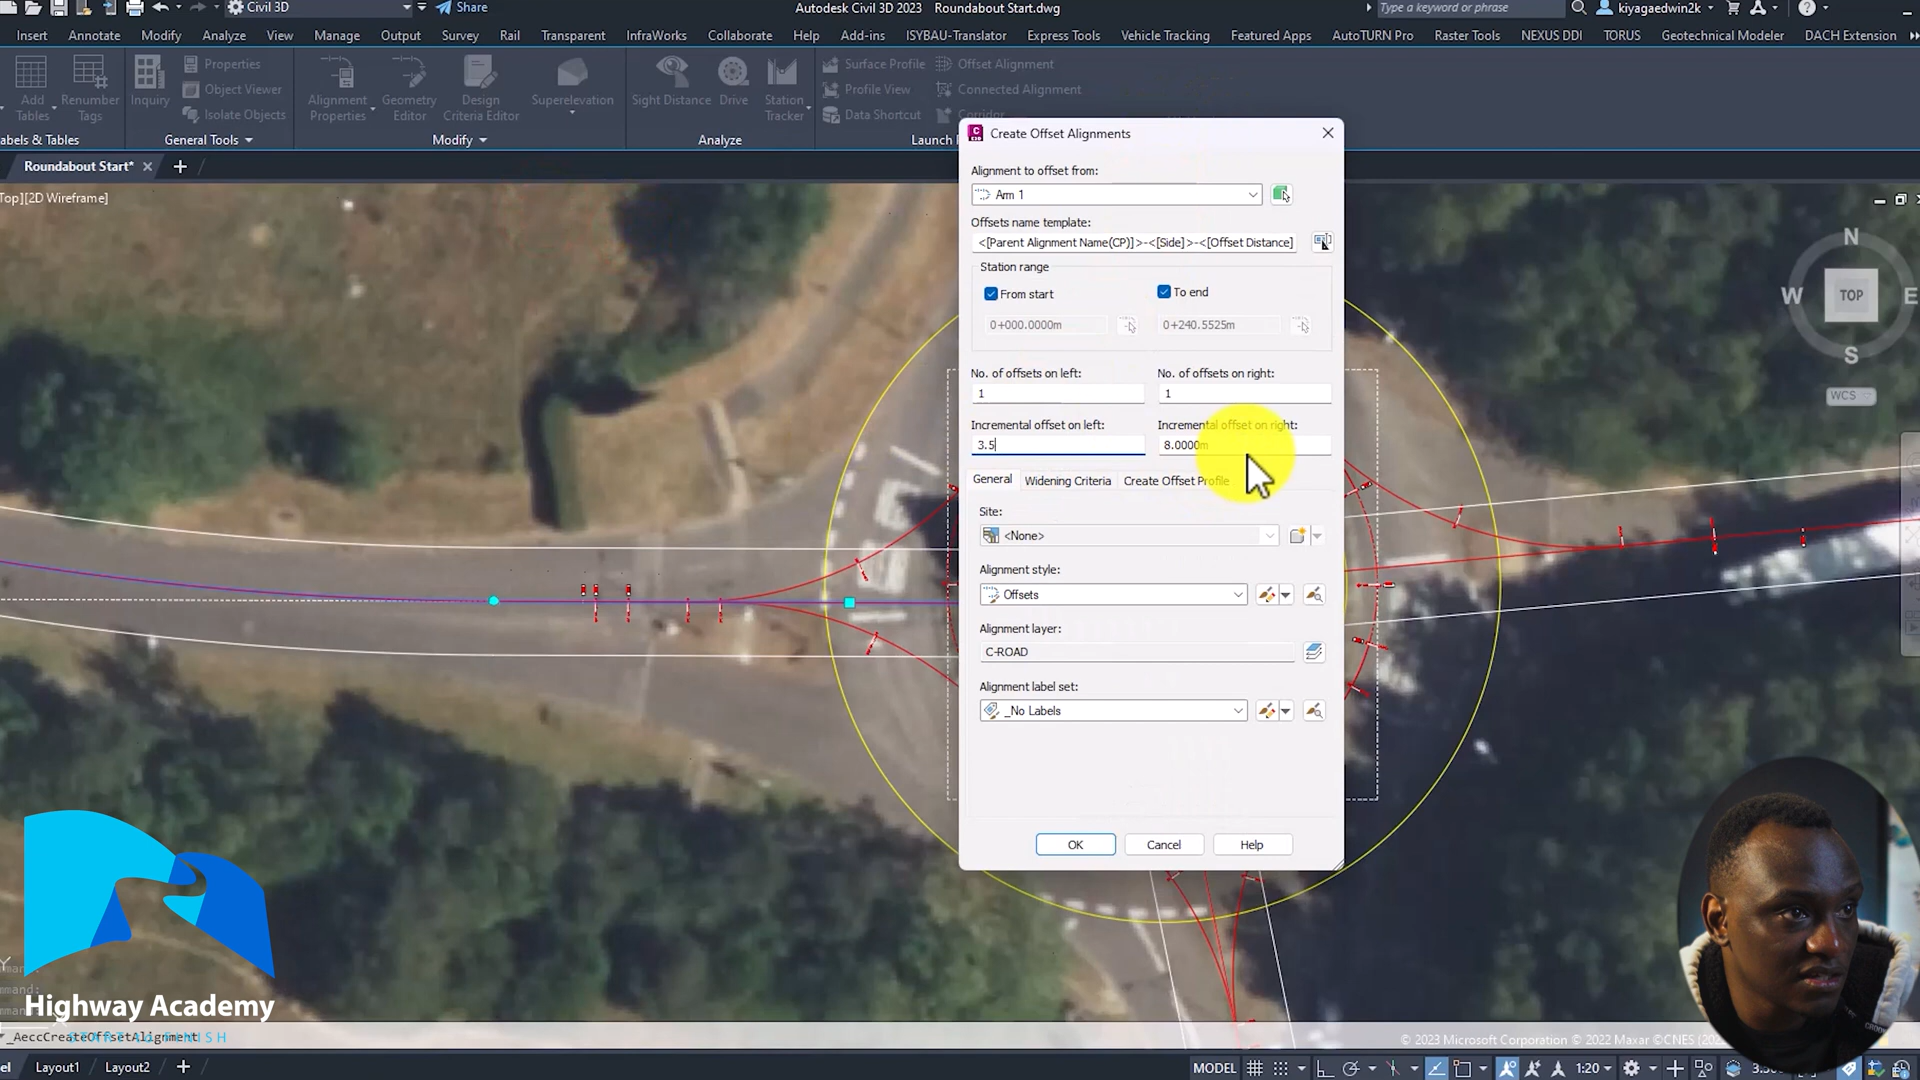 Civil 3D
Share
Autodesk Civil 3D 2023 Roundabout Start.dwg
Type a keyword or phrase
kiyagaedwin2k
Insert Annotate Modify Analyze View Manage Output Survey Rail Transparent InfraWorks Collaborate Help Add-ins ISYBAU-Translator Express Tools Vehicle Tracking Featured Apps AutoTURN Pro Raster Tools NEXUS DDI TORUS Geotechnical Modeler DACH Extension
Add Tables
Renumber Tags
Inquiry
Properties
Object Viewer
Isolate Objects
Alignment Properties
Geometry Editor
Design Criteria Editor
Superelevation
Sight Distance
Drive
Station Tracker
Surface Profile
Profile View
Data Shortcut
Offset Alignment
Connected Alignment
Corridor
abels & Tables
General Tools
Modify
Analyze
Launch
Roundabout Start*
Top][2D Wireframe]
Create Offset Alignments
Alignment to offset from:
Arm 1
Offsets name template:
<[Parent Alignment Name(CP)]>-<[Side]>-<[Offset Distance]
Station range
From start
To end
0+000.0000m
0+240.5525m
No. of offsets on left:
No. of offsets on right:
1
1
Incremental offset on left:
Incremental offset on right:
3.5
8.0000m
General
Widening Criteria
Create Offset Profile
Site:
<None>
Alignment style:
Offsets
Alignment layer:
C-ROAD
Alignment label set:
_No Labels
OK
Cancel
Help
N
W
TOP
E
S
WCS
Highway Academy
_AeccCreateOffsetAlignment
© 2023 Microsoft Corporation © 2022 Maxar ©CNES (202
Layout1
Layout2
MODEL
1:20